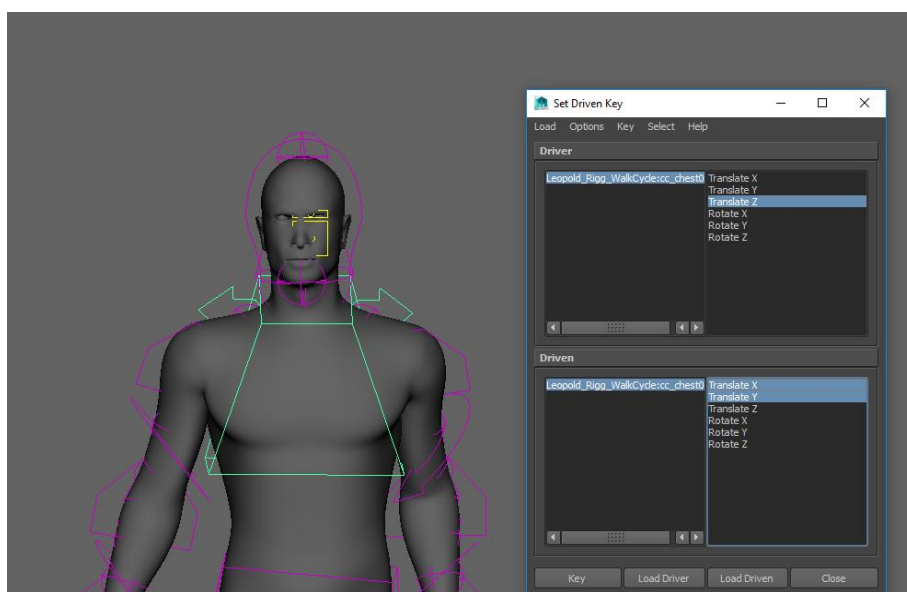 Set Driven Key
Load Options Key Select Help
Driver
Leopold_Rigg_WalkCycle:cc_chest0
Translate X
Translate Y
Translate Z
Rotate X
Rotate Y
Rotate Z
Driven
Leopold_Rigg_WalkCycle:cc_chest0
Translate X
Translate Y
Translate Z
Rotate X
Rotate Y
Rotate Z
Key Load Driver Load Driven Close